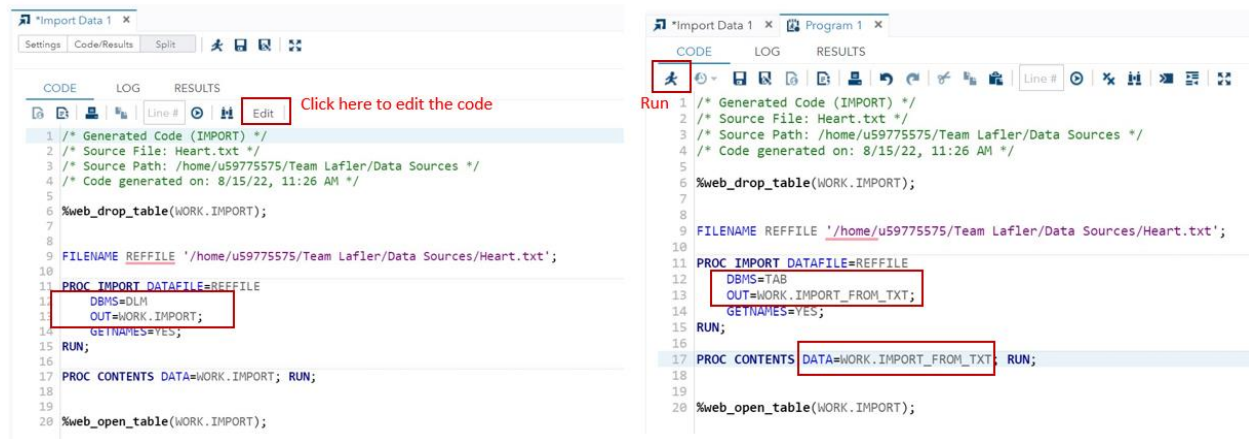 *Import Data 1 ×
Settings Code/Results Split
CODE LOG RESULTS
Line # Edit
Click here to edit the code
1 /* Generated Code (IMPORT) */
2 /* Source File: Heart.txt */
3 /* Source Path: /home/u59775575/Team Lafler/Data Sources */
4 /* Code generated on: 8/15/22, 11:26 AM */
5
6 %web_drop_table(WORK.IMPORT);
7
8
9 FILENAME REFFILE '/home/u59775575/Team Lafler/Data Sources/Heart.txt';
10
11 PROC IMPORT DATAFILE=REFFILE
12 DBMS=DLM
13 OUT=WORK.IMPORT;
14 GETNAMES=YES;
15 RUN;
16
17 PROC CONTENTS DATA=WORK.IMPORT; RUN;
18
19
20 %web_open_table(WORK.IMPORT);
*Import Data 1 × Program 1 ×
CODE LOG RESULTS
Line #
Run
1 /* Generated Code (IMPORT) */
2 /* Source File: Heart.txt */
3 /* Source Path: /home/u59775575/Team Lafler/Data Sources */
4 /* Code generated on: 8/15/22, 11:26 AM */
5
6 %web_drop_table(WORK.IMPORT);
7
8
9 FILENAME REFFILE '/home/u59775575/Team Lafler/Data Sources/Heart.txt';
10
11 PROC IMPORT DATAFILE=REFFILE
12 DBMS=TAB
13 OUT=WORK.IMPORT_FROM_TXT;
14 GETNAMES=YES;
15 RUN;
16
17 PROC CONTENTS DATA=WORK.IMPORT_FROM_TXT; RUN;
18
19
20 %web_open_table(WORK.IMPORT);